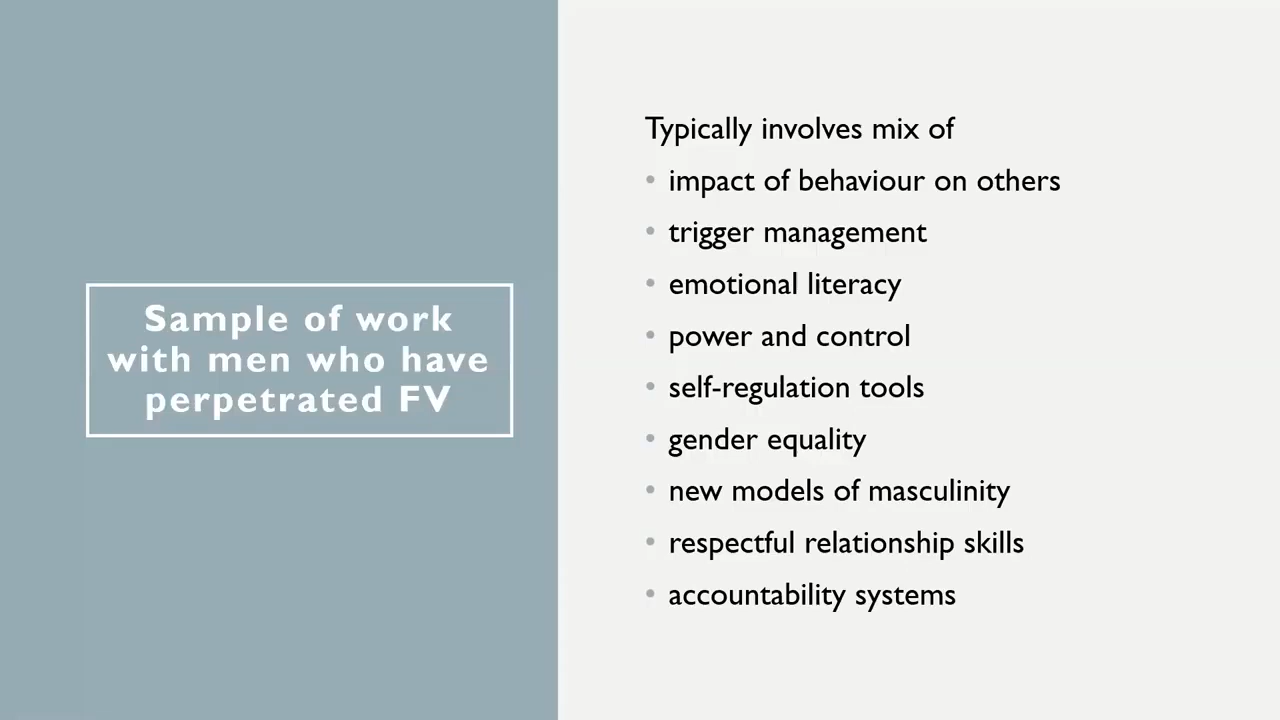 Sample of work
with men who have
perpetrated FV
Typically involves mix of
• impact of behaviour on others
• trigger management
• emotional literacy
• power and control
• self-regulation tools
• gender equality
• new models of masculinity
• respectful relationship skills
• accountability systems